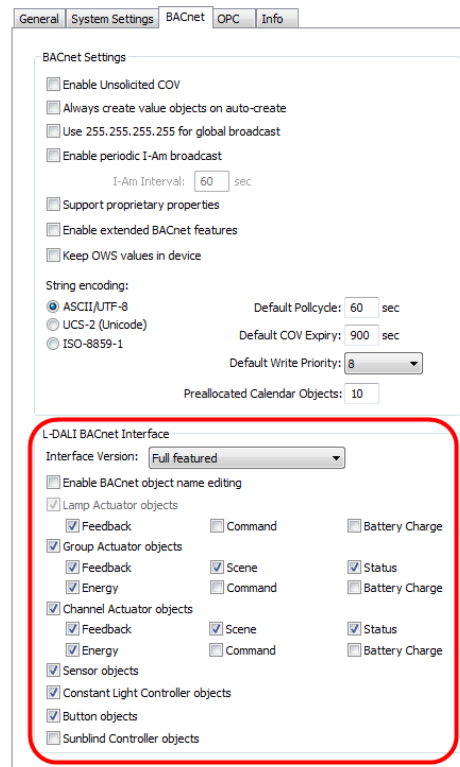 General System Settings BACnet OPC Info
BACnet Settings
Enable Unsolicited COV
Always create value objects on auto-create
Use 255.255.255.255 for global broadcast
Enable periodic I-Am broadcast
I-Am Interval: 60 sec
Support proprietary properties
Enable extended BACnet features
Keep OWS values in device
String encoding:
ASCII/UTF-8 Default Pollcycle: 60 sec
UCS-2 (Unicode) Default COV Expiry: 900 sec
ISO-8859-1
Default Write Priority: 8
Preallocated Calendar Objects: 10
L-DALI BACnet Interface
Interface Version: Full featured
Enable BACnet object name editing
Lamp Actuator objects
Feedback Command Battery Charge
Group Actuator objects
Feedback Scene Status
Energy Command Battery Charge
Channel Actuator objects
Feedback Scene Status
Energy Command Battery Charge
Sensor objects
Constant Light Controller objects
Button objects
Sunblind Controller objects